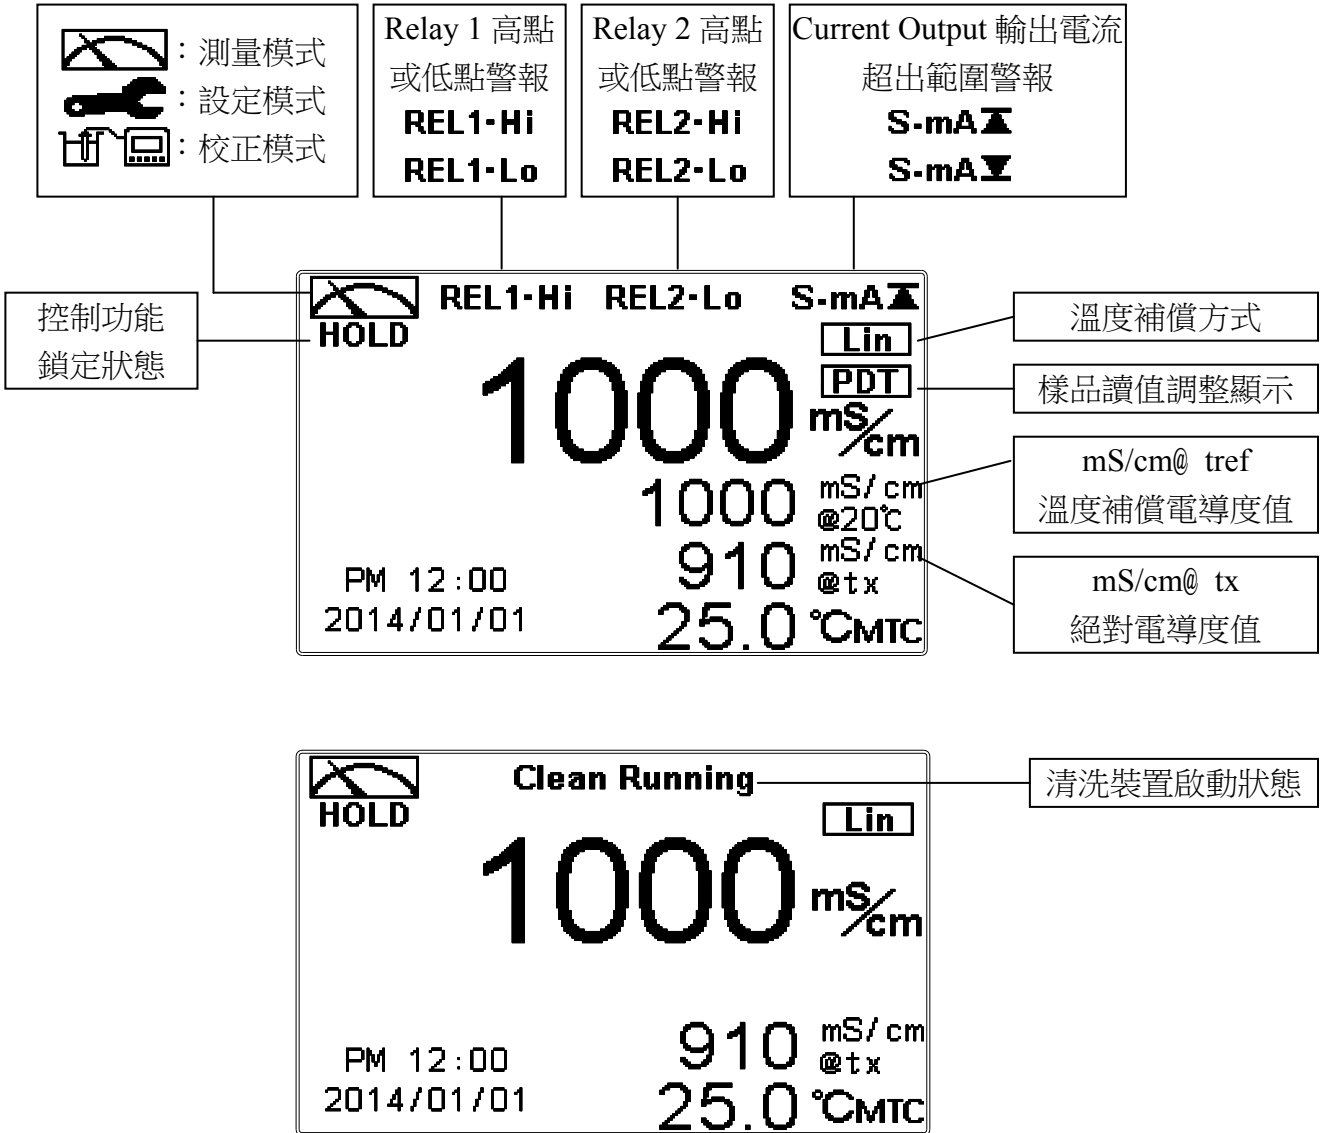 ：測量模式
：設定模式
：校正模式
Relay 1 高點
或低點警報
REL1-Hi
REL1-Lo
Relay 2 高點
或低點警報
REL2-Hi
REL2-Lo
Current Output 輸出電流
超出範圍警報
S-mA
S-mA
控制功能
鎖定狀態
REL1-Hi REL2-Lo S-mA
HOLD
Lin
PDT
1000 mS/cm
1000 mS/cm
@20℃
910 mS/cm
@tx
PM 12:00
2014/01/01
25.0 ℃MTC
溫度補償方式
樣品讀值調整顯示
mS/cm@ tref
溫度補償電導度值
mS/cm@ tx
絕對電導度值
Clean Running
HOLD
Lin
1000 mS/cm
910 mS/cm
@tx
PM 12:00
2014/01/01
25.0 ℃MTC
清洗裝置啟動狀態